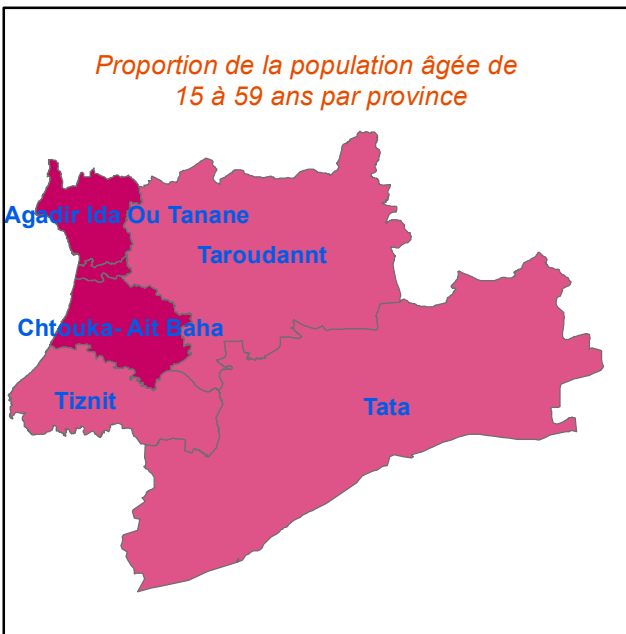 Proportion de la population âgée de
15 à 59 ans par province
Agadir Ida Ou Tanane
Taroudannt
Chtouka- Ait Baha
Tiznit
Tata